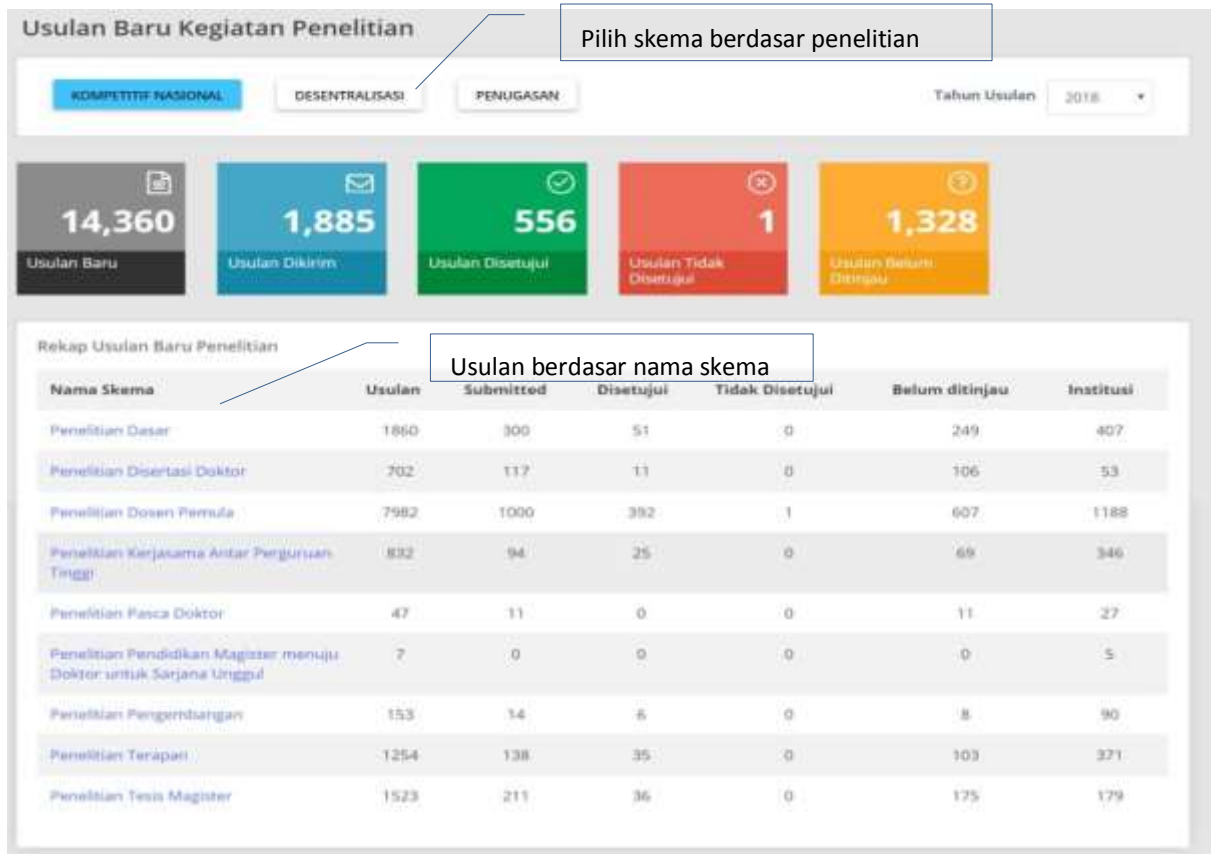 Usulan Baru Kegiatan Penelitian
Pilih skema berdasar penelitian
KOMPETITIF NASIONAL DESENTRALISASI PENUGASAN Tahun Usulan 2018
14,360 1,885 556 1 1,328
Usulan Baru Usulan Dikirim Usulan Disetujui Usulan Tidak Usulan Belum
Disetujui Ditinjau
Rekap Usulan Baru Penelitian
Usulan berdasar nama skema
Nama Skema Usulan Submitted Disetujui Tidak Disetujui Belum ditinjau Institusi
Penelitian Dasar 1860 300 51 0 249 407
Penelitian Disertasi Doktor 702 117 11 0 106 53
Penelitian Dosen Pemula 7982 1000 392 1 607 1188
Penelitian Kerjasama Antar Perguruan 832 94 25 0 69 346
Tinggi
Penelitian Pasca Doktor 47 11 0 0 11 27
Penelitian Pendidikan Magister menuju 7 0 0 0 0 5
Doktor untuk Sarjana Unggul
Penelitian Pengembangan 153 14 6 0 8 90
Penelitian Terapan 1254 138 35 0 103 371
Penelitian Tesis Magister 1523 211 36 0 175 179